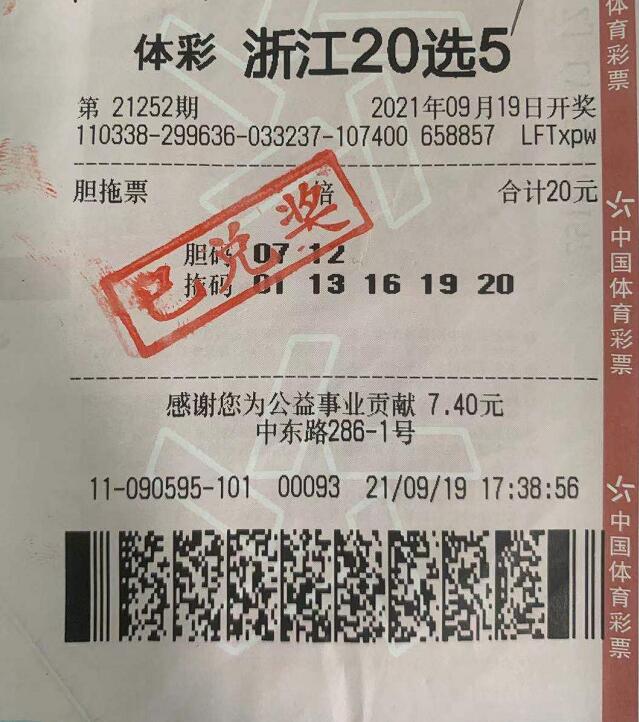 体彩 浙江20选5
第 21252期 2021年09月19日开奖
110338-299636-033237-107400 658857 LFTxpw
胆拖票 倍 合计20元
胆码 07 12
拖码 01 13 16 19 20
已兑奖
感谢您为公益事业贡献 7.40元
中东路286-1号
11-090595-101 00093 21/09/19 17:38:56
体育彩票
中国体育彩票
中国体育彩票